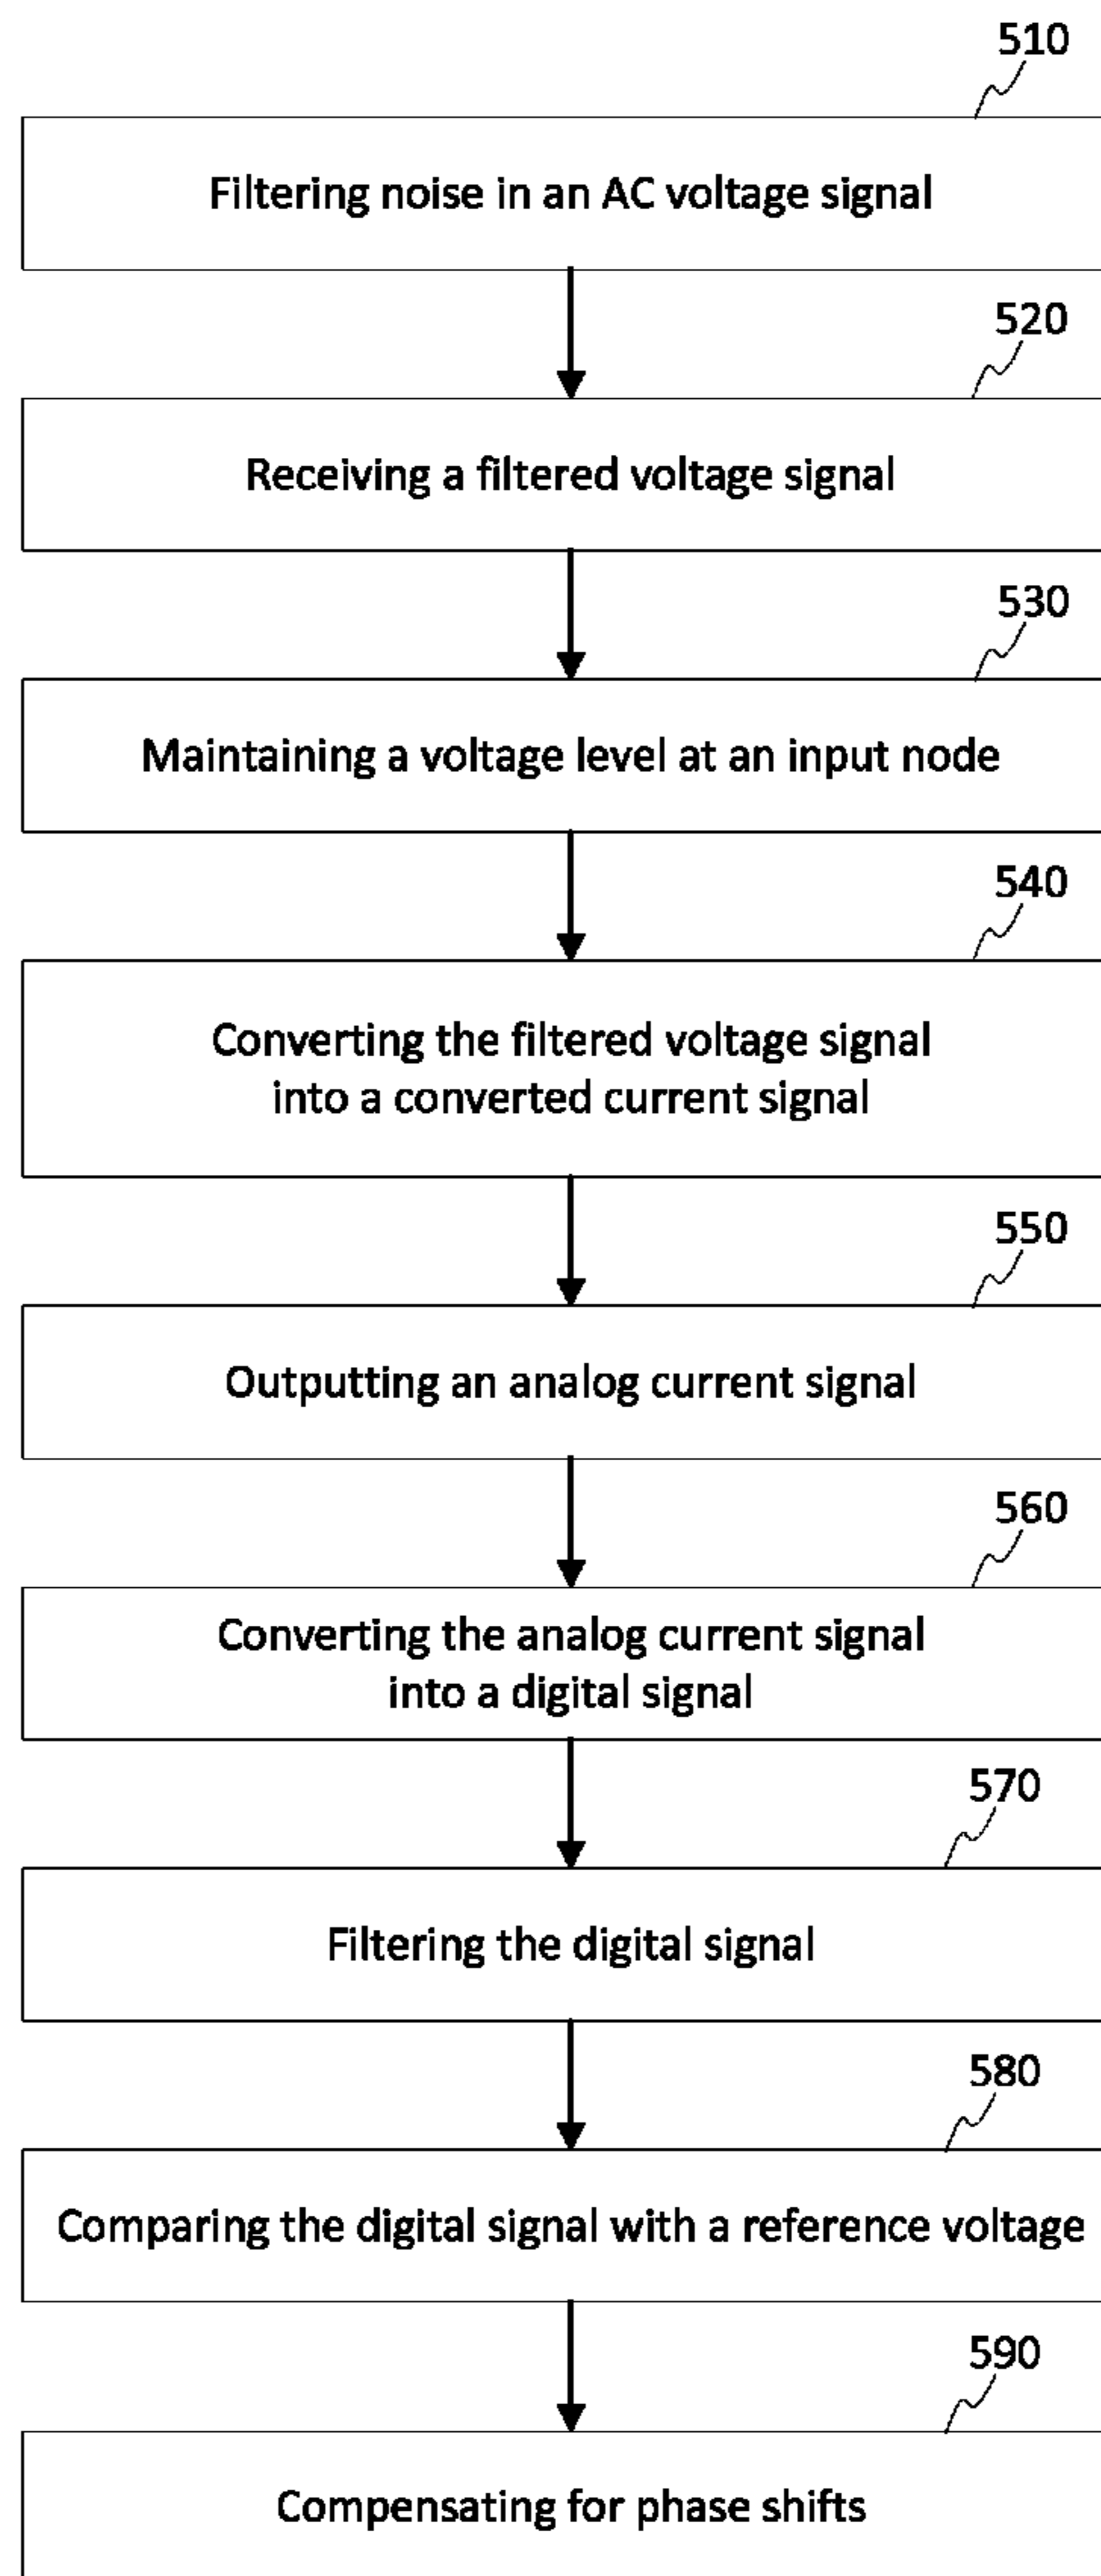 510
Filtering noise in an AC voltage signal
520
Receiving a filtered voltage signal
530
Maintaining a voltage level at an input node
540
Converting the filtered voltage signal
into a converted current signal
550
Outputting an analog current signal
560
Converting the analog current signal
into a digital signal
570
Filtering the digital signal
580
Comparing the digital signal with a reference voltage
590
Compensating for phase shifts